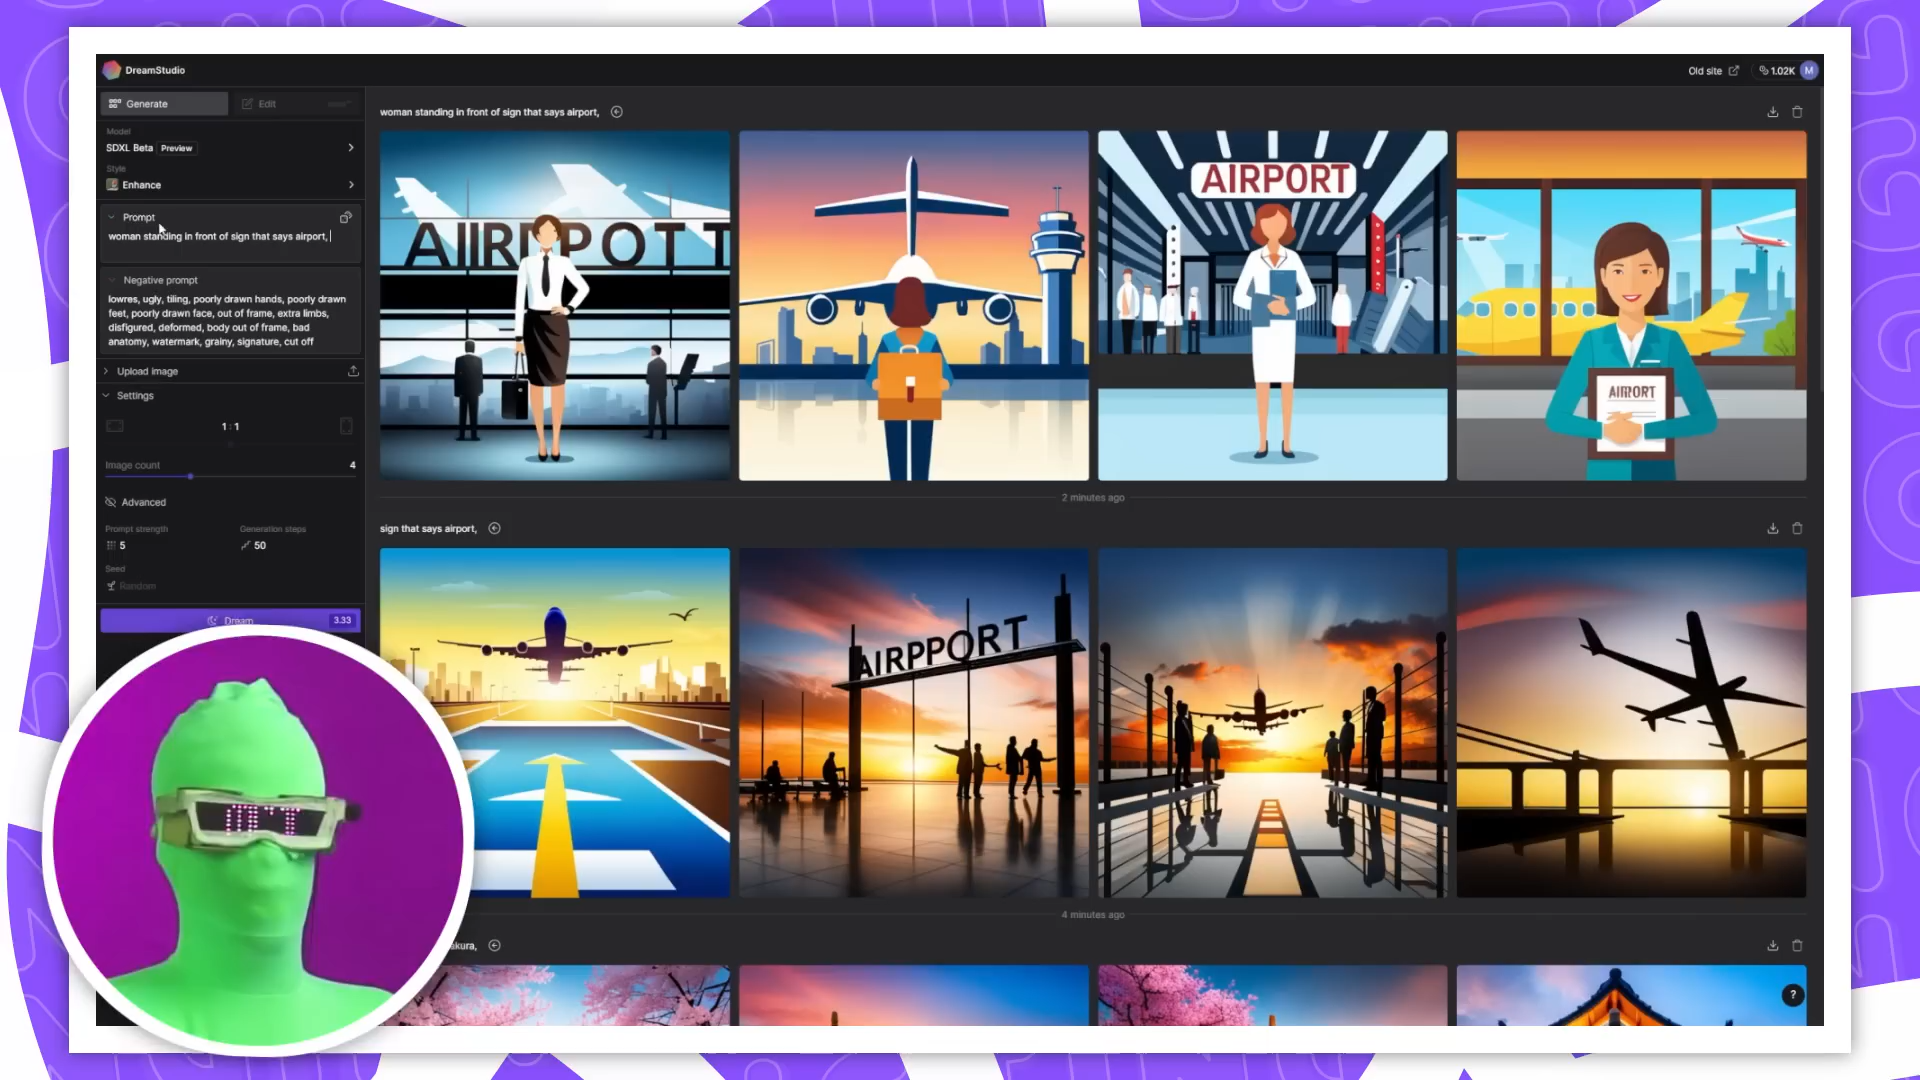 DreamStudio
Old site
1.02K
M
Generate
Edit
Model
SDXL Beta Preview
Style
Enhance
Prompt
woman standing in front of sign that says airport,
Negative prompt
lowres, ugly, tiling, poorly drawn hands, poorly drawn
feet, poorly drawn face, out of frame, extra limbs,
disfigured, deformed, body out of frame, bad
anatomy, watermark, grainy, signature, cut off
Upload image
Settings
1 : 1
Image count 4
Advanced
Prompt strength
5
Generation steps
50
Seed
Random
Dream 3.33
woman standing in front of sign that says airport,
AIRPPOTT
AIRPORT
AIRPORT
2 minutes ago
sign that says airport,
AIRPPORT
4 minutes ago
akura,
?